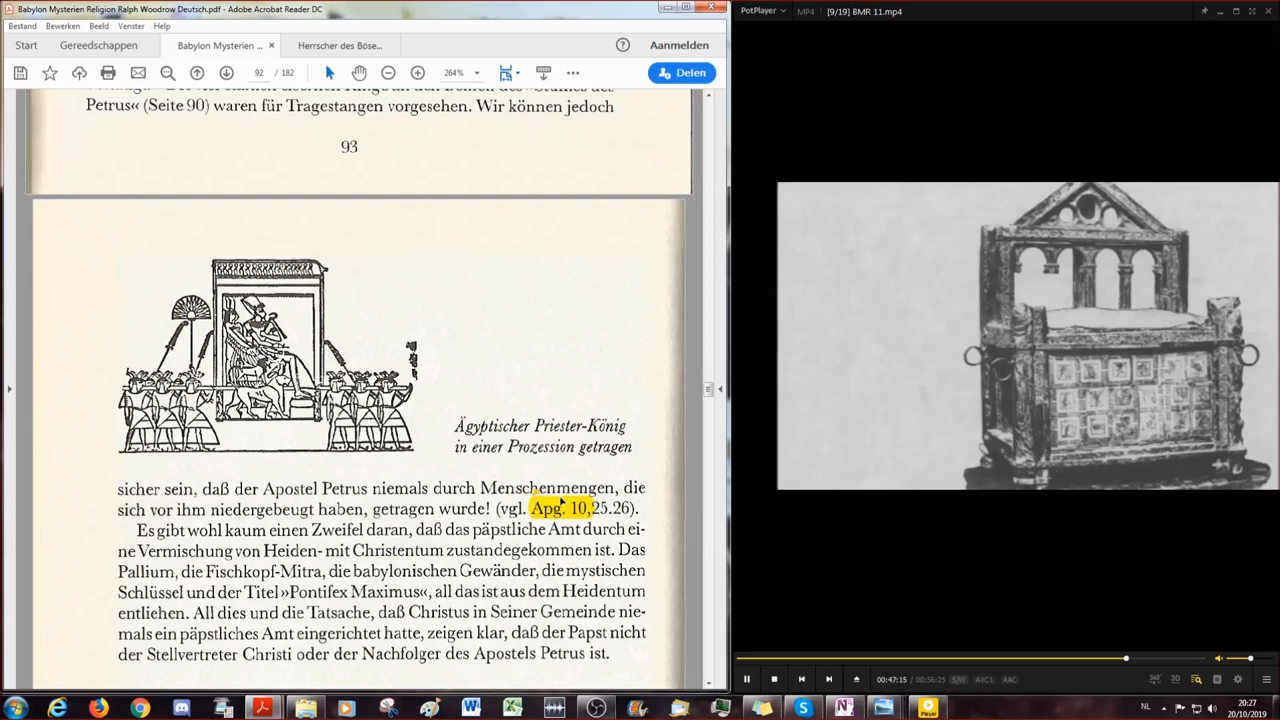 Babylon Mysterien Religion Ralph Woodrow Deutsch.pdf - Adobe Acrobat Reader DC
Bestand Bewerken Beeld Venster Help
Start Gereedschappen Babylon Mysterien ... × Herrscher des Böse... Aanmelden
92 / 182 264% Delen
Petrus« (Seite 90) waren für Tragestangen vorgesehen. Wir können jedoch
93
Ägyptischer Priester-König
in einer Prozession getragen
sicher sein, daß der Apostel Petrus niemals durch Menschenmengen, die
sich vor ihm niedergebeugt haben, getragen wurde! (vgl. Apg. 10,25.26).
Es gibt wohl kaum einen Zweifel daran, daß das päpstliche Amt durch ei-
ne Vermischung von Heiden- mit Christentum zustandegekommen ist. Das
Pallium, die Fischkopf-Mitra, die babylonischen Gewänder, die mystischen
Schlüssel und der Titel »Pontifex Maximus«, all das ist aus dem Heidentum
entliehen. All dies und die Tatsache, daß Christus in Seiner Gemeinde nie-
mals ein päpstliches Amt eingerichtet hatte, zeigen klar, daß der Papst nicht
der Stellvertreter Christi oder der Nachfolger des Apostels Petrus ist.
PotPlayer MP4 [9/19] BMR 11.mp4
00:47:15 / 00:56:25 S/W AVC1 AAC
360° 3D
NL 20:27
20/10/2019